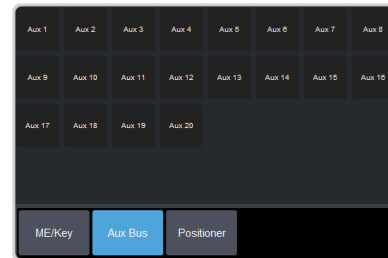 Aux 1 Aux 2 Aux 3 Aux 4 Aux 5 Aux 6 Aux 7 Aux 8
Aux 9 Aux 10 Aux 11 Aux 12 Aux 13 Aux 14 Aux 15 Aux 16
Aux 17 Aux 18 Aux 19 Aux 20
ME/Key Aux Bus Positioner